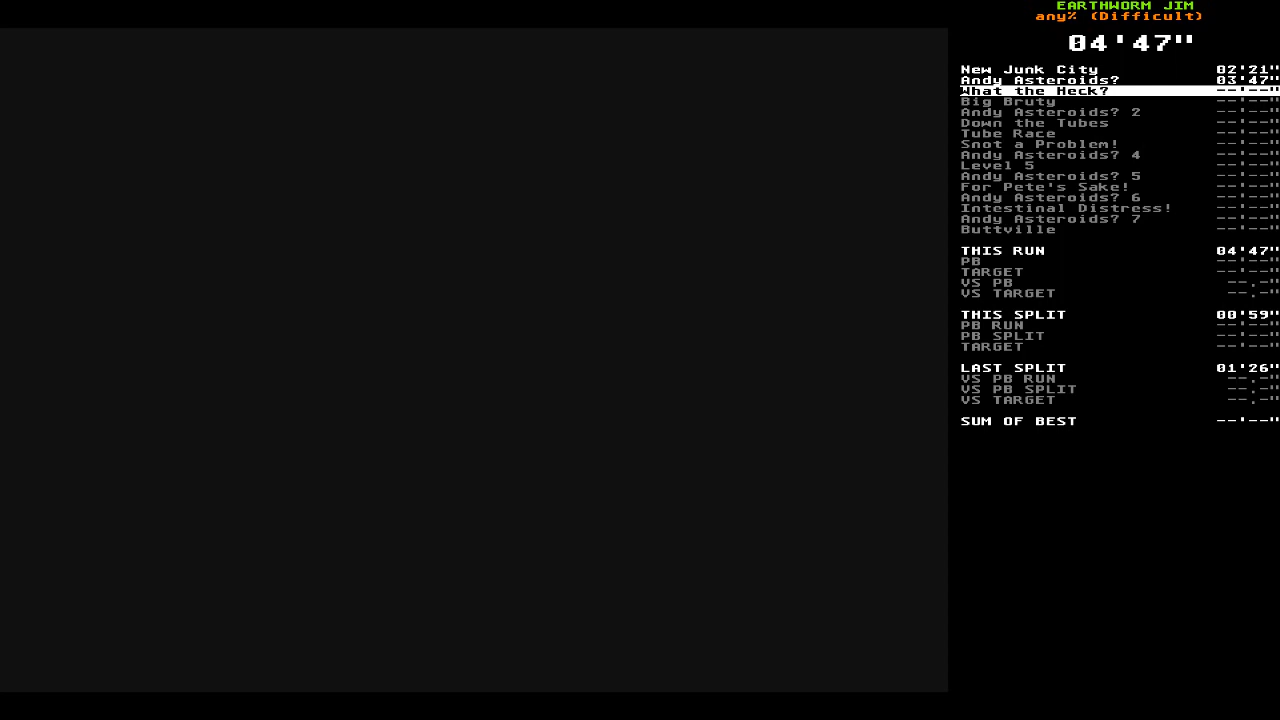 EARTHWORM JIM
any% (Difficult)
04'47"
New Junk City 02'21"
Andy Asteroids? 03'47"
What the Heck? --'--"
Big Bruty --'--"
Andy Asteroids? 2 --'--"
Down the Tubes --'--"
Tube Race --'--"
Snot a Problem! --'--"
Andy Asteroids? 4 --'--"
Level 5 --'--"
Andy Asteroids? 5 --'--"
For Pete's Sake! --'--"
Andy Asteroids? 6 --'--"
Intestinal Distress! --'--"
Andy Asteroids? 7 --'--"
Buttville --'--"
THIS RUN 04'47"
PB --'--"
TARGET --'--"
VS PB --.-"
VS TARGET --.-"
THIS SPLIT 00'59"
PB RUN --'--"
PB SPLIT --'--"
TARGET --'--"
LAST SPLIT 01'26"
VS PB RUN --.-"
VS PB SPLIT --.-"
VS TARGET --.-"
SUM OF BEST --'--"